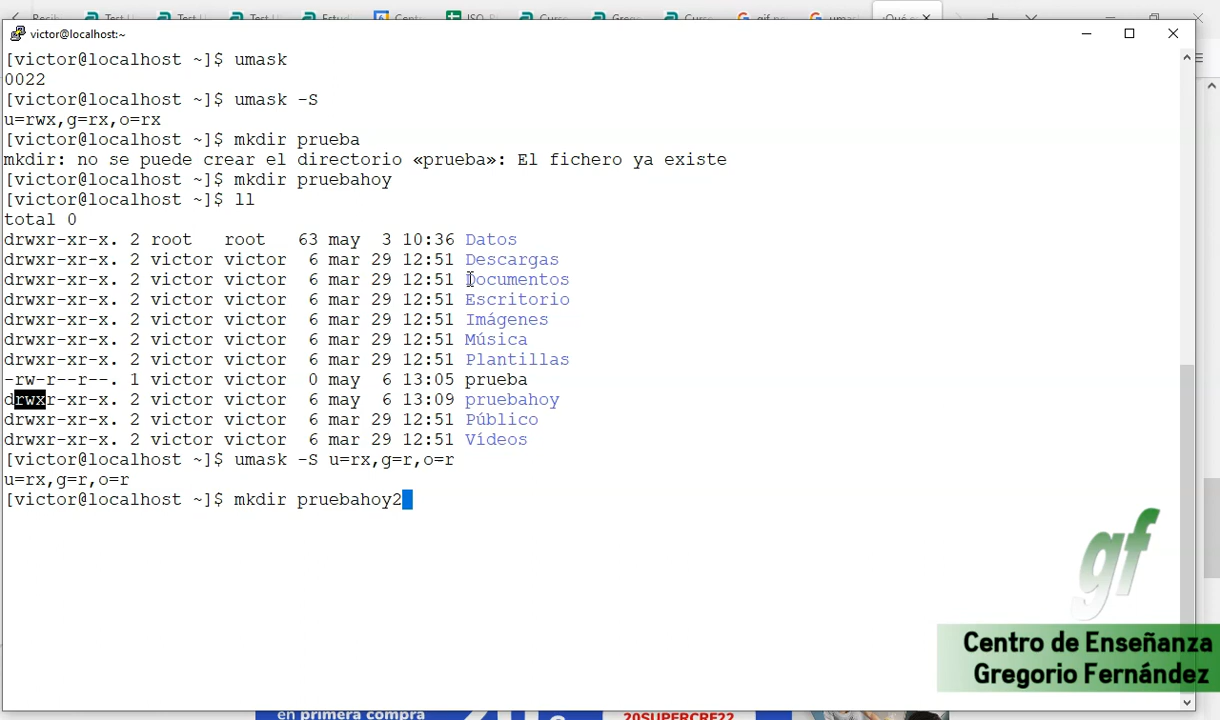 victor@localhost:~
[victor@localhost ~]$ umask
0022
[victor@localhost ~]$ umask -S
u=rwx,g=rx,o=rx
[victor@localhost ~]$ mkdir prueba
mkdir: no se puede crear el directorio «prueba»: El fichero ya existe
[victor@localhost ~]$ mkdir pruebahoy
[victor@localhost ~]$ ll
total 0
drwxr-xr-x. 2 root   root   63 may  3 10:36 Datos
drwxr-xr-x. 2 victor victor  6 mar 29 12:51 Descargas
drwxr-xr-x. 2 victor victor  6 mar 29 12:51 Documentos
drwxr-xr-x. 2 victor victor  6 mar 29 12:51 Escritorio
drwxr-xr-x. 2 victor victor  6 mar 29 12:51 Imágenes
drwxr-xr-x. 2 victor victor  6 mar 29 12:51 Música
drwxr-xr-x. 2 victor victor  6 mar 29 12:51 Plantillas
-rw-r--r--. 1 victor victor  0 may  6 13:05 prueba
drwxr-xr-x. 2 victor victor  6 may  6 13:09 pruebahoy
drwxr-xr-x. 2 victor victor  6 mar 29 12:51 Público
drwxr-xr-x. 2 victor victor  6 mar 29 12:51 Vídeos
[victor@localhost ~]$ umask -S u=rx,g=r,o=r
u=rx,g=r,o=r
[victor@localhost ~]$ mkdir pruebahoy2
gf
Centro de Enseñanza
Gregorio Fernández
en primera compra
20SUPERCRE22